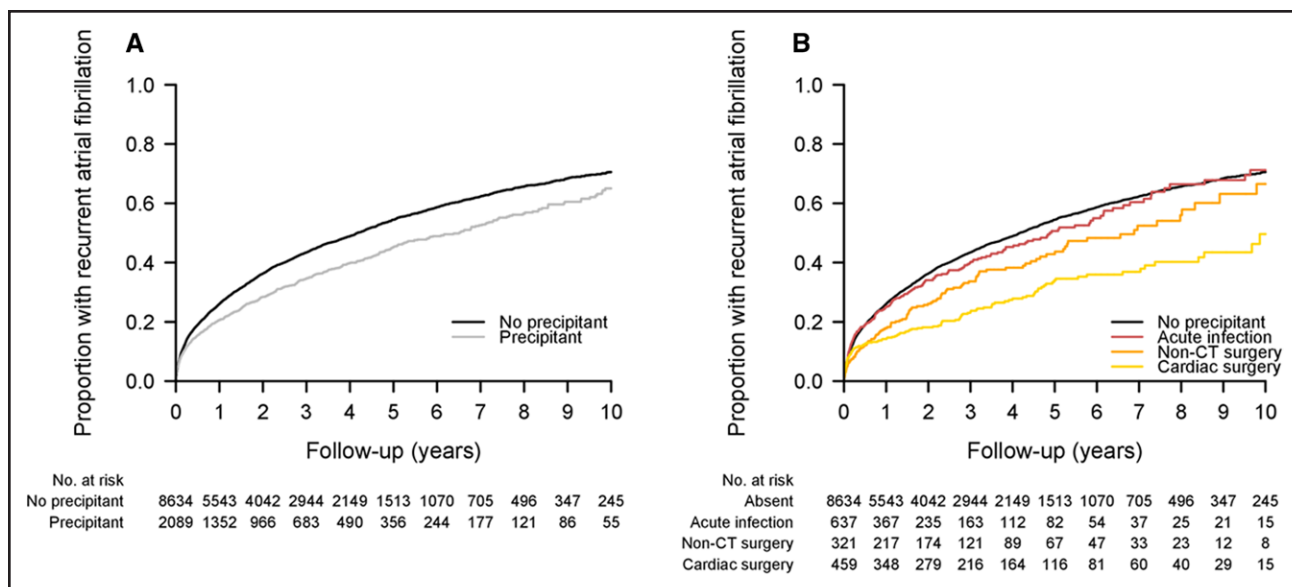 A
Proportion with recurrent atrial fibrillation
1.0
0.8
0.6
0.4
0.2
0.0
No precipitant
Precipitant
0 1 2 3 4 5 6 7 8 9 10
Follow-up (years)
No. at risk
No precipitant 8634 5543 4042 2944 2149 1513 1070 705 496 347 245
Precipitant 2089 1352 966 683 490 356 244 177 121 86 55
B
Proportion with recurrent atrial fibrillation
1.0
0.8
0.6
0.4
0.2
0.0
No precipitant
Acute infection
Non-CT surgery
Cardiac surgery
0 1 2 3 4 5 6 7 8 9 10
Follow-up (years)
No. at risk
Absent 8634 5543 4042 2944 2149 1513 1070 705 496 347 245
Acute infection 637 367 235 163 112 82 54 37 25 21 15
Non-CT surgery 321 217 174 121 89 67 47 33 23 12 8
Cardiac surgery 459 348 279 216 164 116 81 60 40 29 15